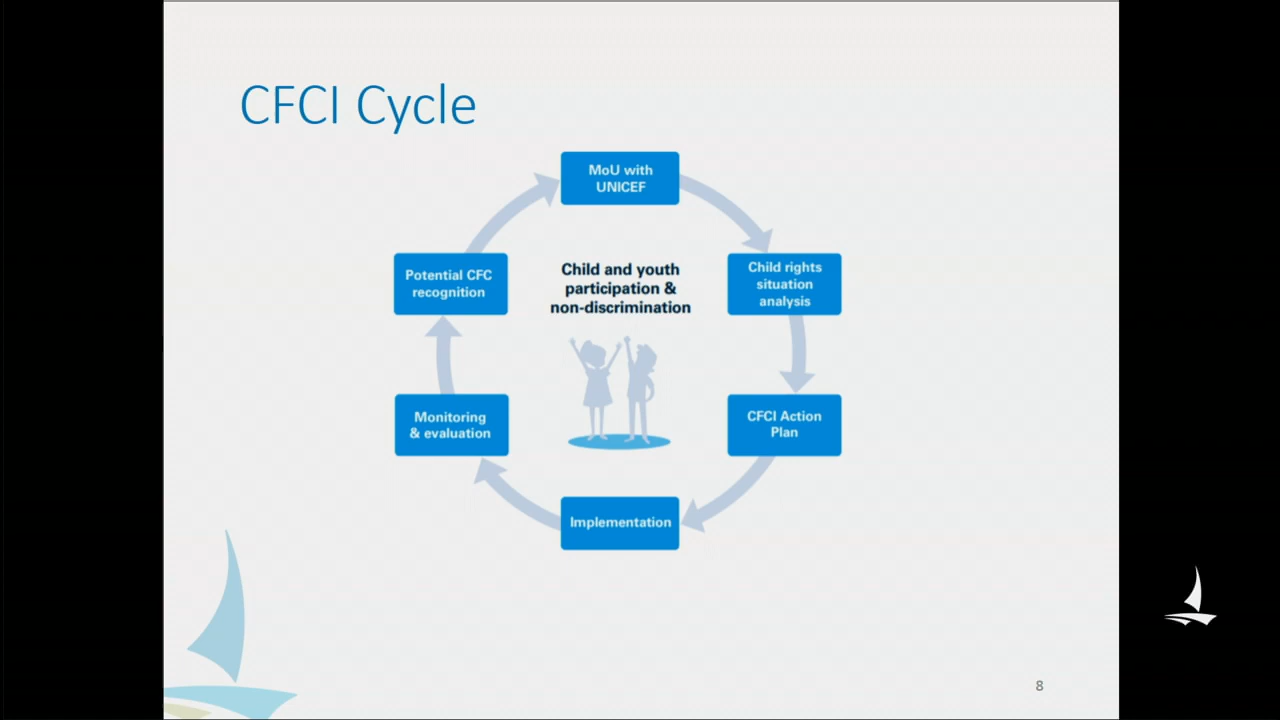 CFCI Cycle
MoU with
UNICEF
Child rights
situation
analysis
CFCI Action
Plan
Implementation
Monitoring
& evaluation
Potential CFC
recognition
Child and youth
participation &
non-discrimination
8